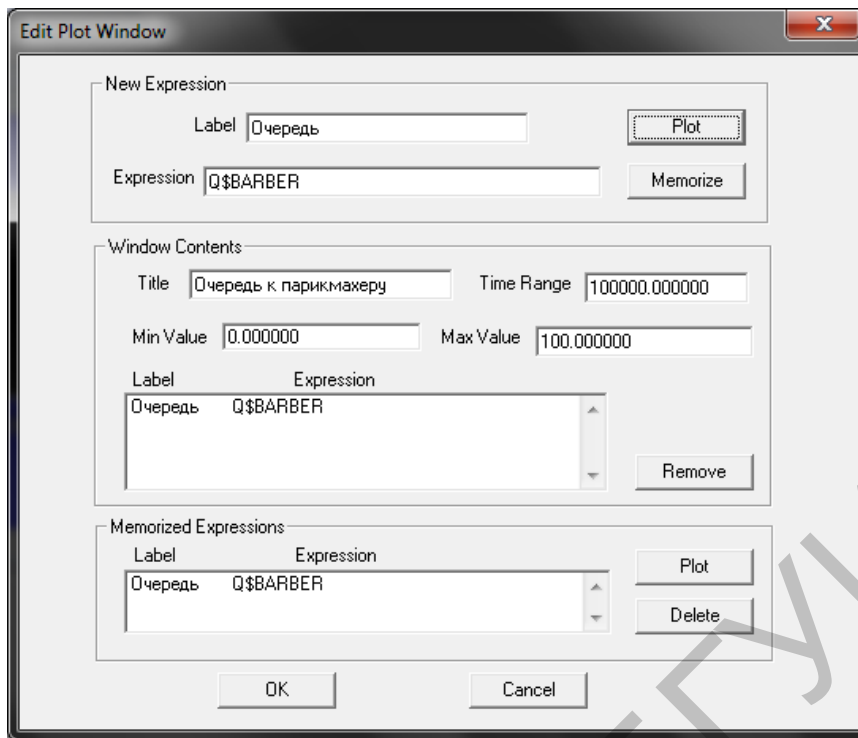 Edit Plot Window
New Expression
Label Очередь Plot
Expression Q$BARBER Memorize
Window Contents
Title Очередь к парикмахеру Time Range 100000.000000
Min Value 0.000000 Max Value 100.000000
Label Expression
Очередь Q$BARBER
Remove
Memorized Expressions
Label Expression
Plot
Очередь Q$BARBER
Delete
OK Cancel